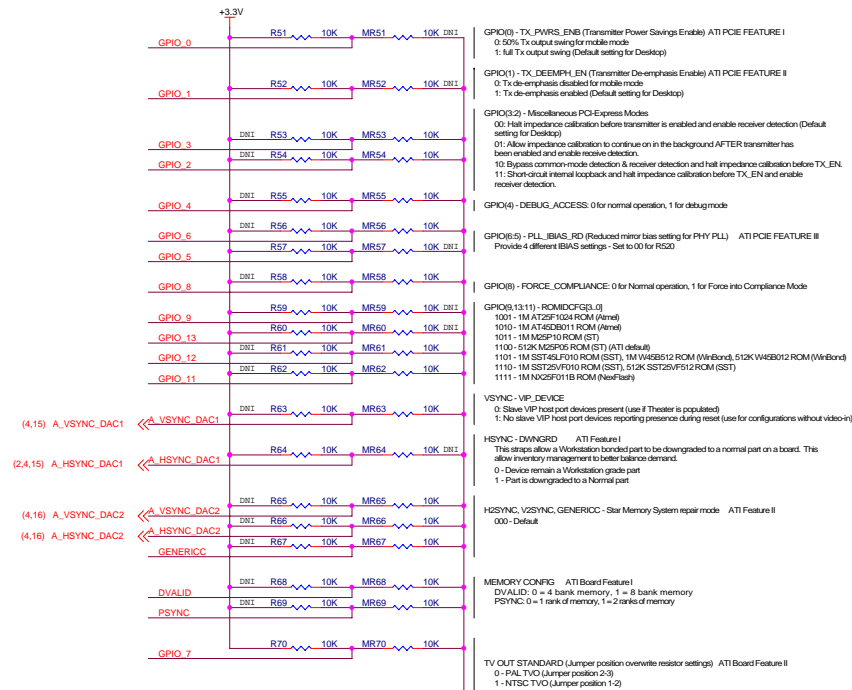 +3.3V
R51 10K MR51 10K DNI
GPIO_0
GPIO(0) - TX_PWRS_ENB (Transmitter Power Savings Enable) ATI PCIE FEATURE I
0: 50% Tx output swing for mobile mode
1: full Tx output swing (Default setting for Desktop)
R52 10K MR52 10K DNI
GPIO_1
GPIO(1) - TX_DEEMPH_EN (Transmitter De-emphasis Enable) ATI PCIE FEATURE II
0: Tx de-emphasis disabled for mobile mode
1: Tx de-emphasis enabled (Default setting for Desktop)
DNI R53 10K MR53 10K
GPIO_3
DNI R54 10K MR54 10K
GPIO_2
GPIO(3:2) - Miscellaneous PCI-Express Modes
00: Halt impedance calibration before transmitter is enabled and enable receiver detection (Default
setting for Desktop)
01: Allow impedance calibration to continue on in the background AFTER transmitter has
been enabled and enable receive detection.
10: Bypass common-mode detection & receiver detection and halt impedance calibration before TX_EN.
11: Short-circuit internal loopback and halt impedance calibration before TX_EN and enable
receiver detection.
DNI R55 10K MR55 10K
GPIO_4
GPIO(4) - DEBUG_ACCESS: 0 for normal operation, 1 for debug mode
DNI R56 10K MR56 10K
GPIO_6
R57 10K MR57 10K DNI
GPIO_5
GPIO(6:5) - PLL_IBIAS_RD (Reduced mirror bias setting for PHY PLL) ATI PCIE FEATURE III
Provide 4 different IBIAS settings - Set to 00 for R520
DNI R58 10K MR58 10K
GPIO_8
GPIO(8) - FORCE_COMPLIANCE: 0 for Normal operation, 1 for Force into Compliance Mode
R59 10K MR59 10K DNI
GPIO_9
R60 10K MR60 10K DNI
GPIO_13
DNI R61 10K MR61 10K
GPIO_12
DNI R62 10K MR62 10K
GPIO_11
GPIO(9,13:11) - ROMIDCFG[3..0]
1001 - 1M AT25F1024 ROM (Atmel)
1010 - 1M AT45DB011 ROM (Atmel)
1011 - 1M M25P10 ROM (ST)
1100 - 512K M25P05 ROM (ST) (ATI default)
1101 - 1M SST45LF010 ROM (SST), 1M W45B512 ROM (WinBond), 512K W45B012 ROM (WinBond)
1110 - 1M SST25VF010 ROM (SST), 512K SST25VF512 ROM (SST)
1111 - 1M NX25F011B ROM (NexFlash)
DNI R63 10K MR63 10K
(4,15) A_VSYNC_DAC1 A_VSYNC_DAC1
VSYNC - VIP_DEVICE
0: Slave VIP host port devices present (use if Theater is populated)
1: No slave VIP host port devices reporting presence during reset (use for configurations without video-in)
R64 10K MR64 10K DNI
(2,4,15) A_HSYNC_DAC1 A_HSYNC_DAC1
HSYNC - DWNGRD ATI Feature I
This straps allow a Workstation bonded part to be downgraded to a normal part on a board. This
allow inventory management to better balance demand.
0 - Device remain a Workstation grade part
1 - Part is downgraded to a Normal part
DNI R65 10K MR65 10K
(4,16) A_VSYNC_DAC2 A_VSYNC_DAC2
DNI R66 10K MR66 10K
(4,16) A_HSYNC_DAC2 A_HSYNC_DAC2
DNI R67 10K MR67 10K
GENERICC
H2SYNC, V2SYNC, GENERICC - Star Memory System repair mode ATI Feature II
000 - Default
DNI R68 10K MR68 10K
DVALID
DNI R69 10K MR69 10K
PSYNC
MEMORY CONFIG ATI Board Feature I
DVALID: 0 = 4 bank memory, 1 = 8 bank memory
PSYNC: 0 = 1 rank of memory, 1 = 2 ranks of memory
R70 10K MR70 10K
GPIO_7
TV OUT STANDARD (Jumper position overwrite resistor settings) ATI Board Feature II
0 - PAL TVO (Jumper position 2-3)
1 - NTSC TVO (Jumper position 1-2)